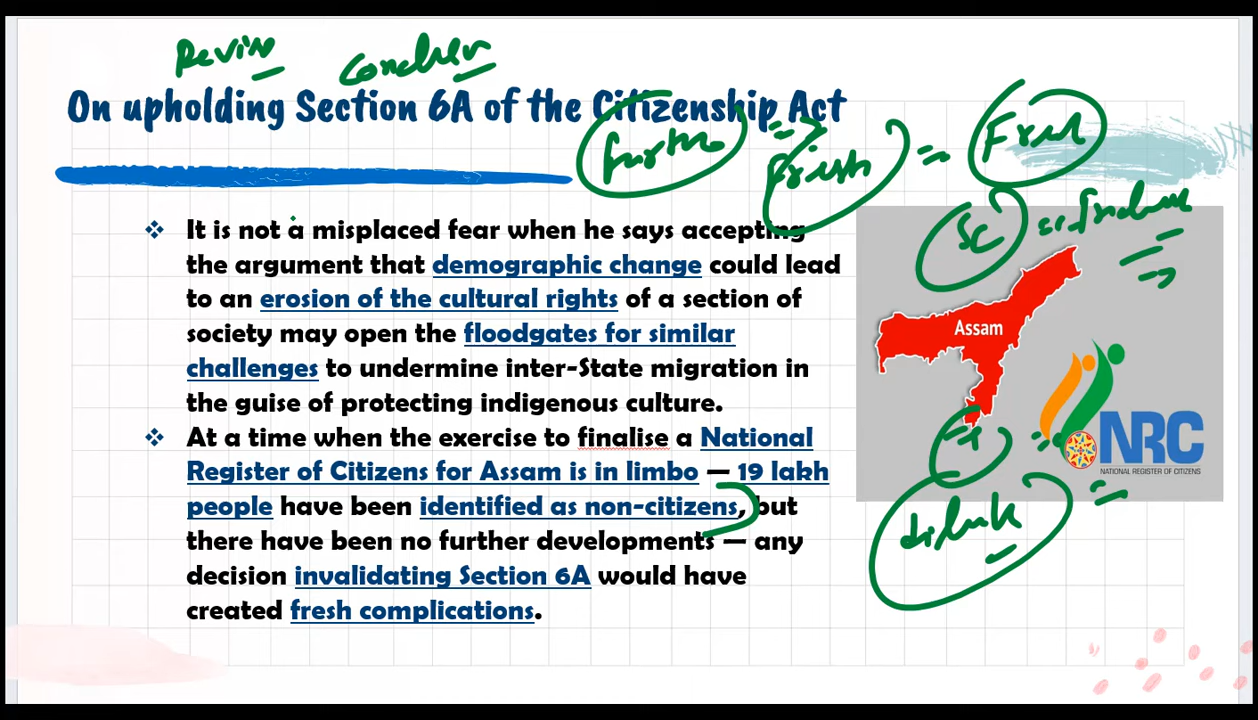 On upholding Section 6A of the Citizenship Act
❖ It is not a misplaced fear when he says accepting
the argument that demographic change could lead
to an erosion of the cultural rights of a section of
society may open the floodgates for similar
challenges to undermine inter-State migration in
the guise of protecting indigenous culture.
❖ At a time when the exercise to finalise a National
Register of Citizens for Assam is in limbo — 19 lakh
people have been identified as non-citizens, but
there have been no further developments — any
decision invalidating Section 6A would have
created fresh complications.
SC
Assam
NRC
NATIONAL REGISTER OF CITIZENS